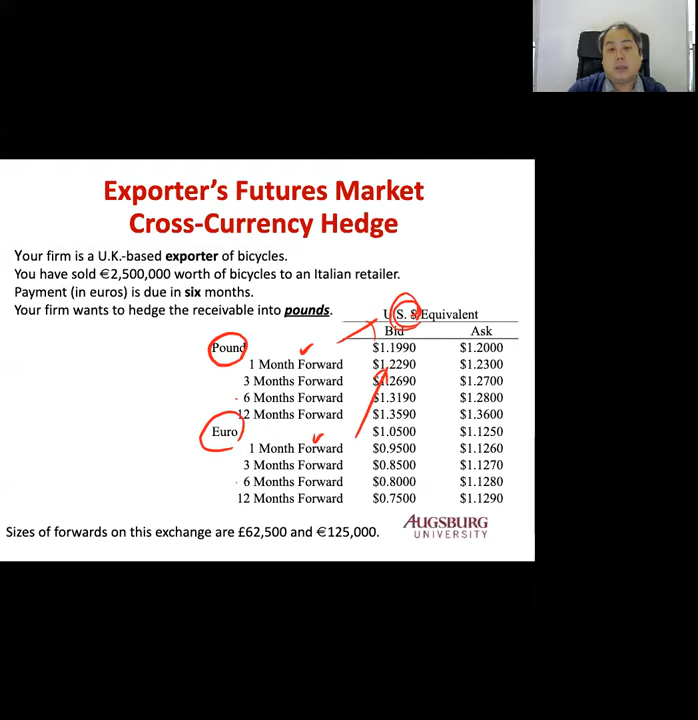 Exporter's Futures Market
Cross-Currency Hedge
Your firm is a U.K.-based exporter of bicycles.
You have sold €2,500,000 worth of bicycles to an Italian retailer.
Payment (in euros) is due in six months.
Your firm wants to hedge the receivable into pounds.
U.S. $ Equivalent
Bid Ask
Pound $1.1990 $1.2000
1 Month Forward $1.2290 $1.2300
3 Months Forward $1.2690 $1.2700
6 Months Forward $1.3190 $1.2800
12 Months Forward $1.3590 $1.3600
Euro $1.0500 $1.1250
1 Month Forward $0.9500 $1.1260
3 Months Forward $0.8500 $1.1270
6 Months Forward $0.8000 $1.1280
12 Months Forward $0.7500 $1.1290
Sizes of forwards on this exchange are £62,500 and €125,000.
AUGSBURG
UNIVERSITY